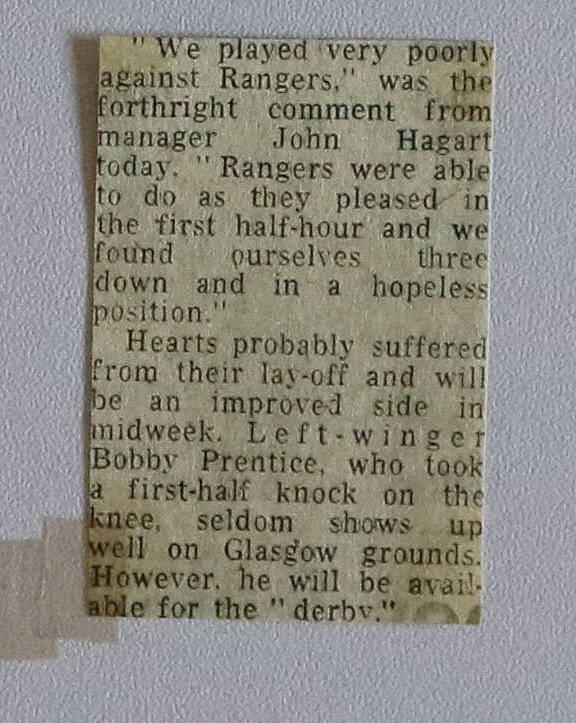 "We played very poorly
against Rangers," was the
forthright comment from
manager John Hagart
today. "Rangers were able
to do as they pleased in
the first half-hour and we
found ourselves three
down and in a hopeless
position."
Hearts probably suffered
from their lay-off and will
be an improved side in
midweek. Left-winger
Bobby Prentice, who took
a first-half knock on the
knee, seldom shows up
well on Glasgow grounds.
However, he will be avail-
able for the "derby."